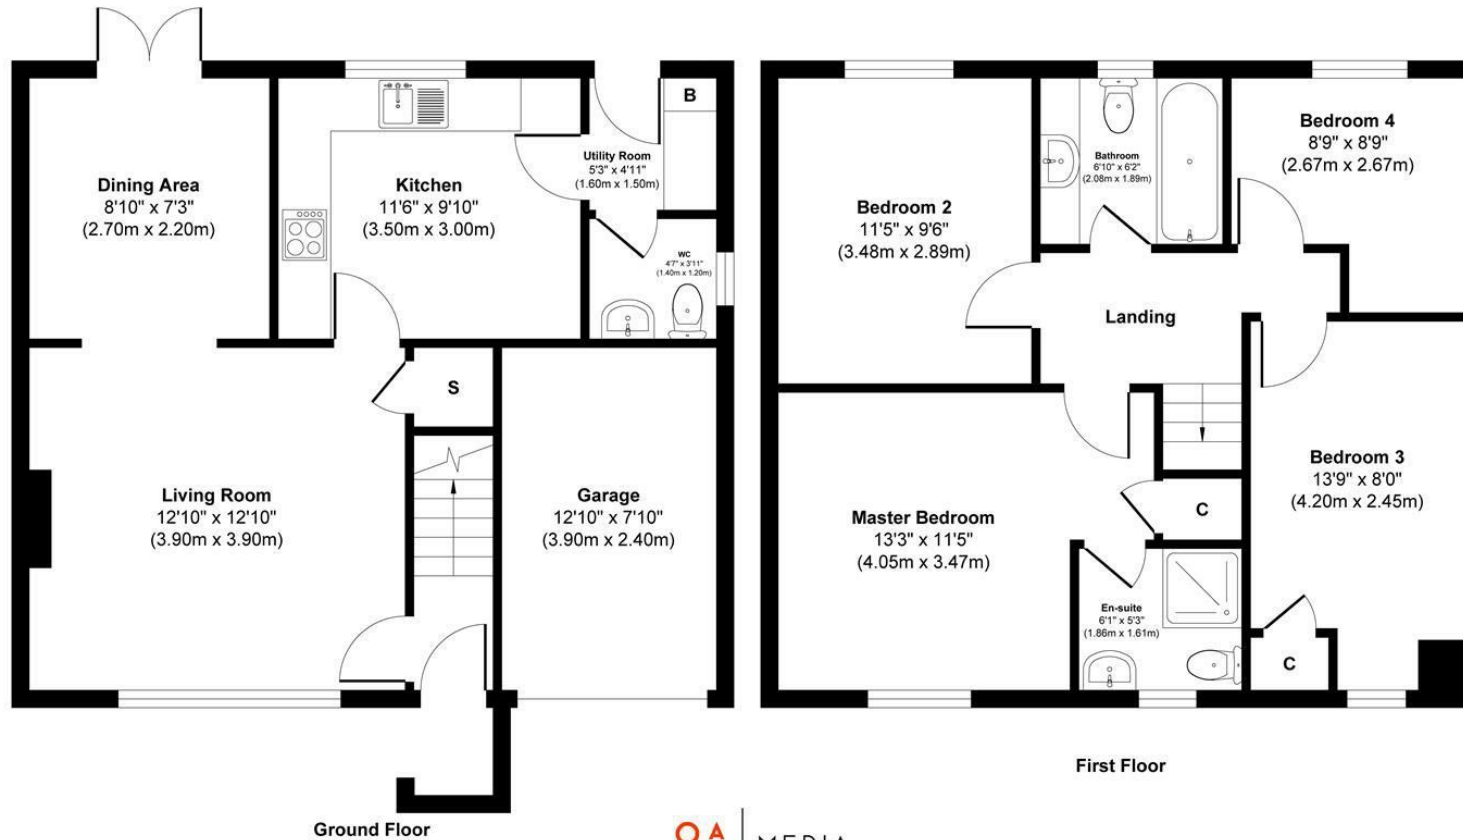 Dining Area
8'10" x 7'3"
(2.70m x 2.20m)
Kitchen
11'6" x 9'10"
(3.50m x 3.00m)
B
Utility Room
5'3" x 4'11"
(1.60m x 1.50m)
WC
4'7" x 3'11"
(1.40m x 1.20m)
S
Living Room
12'10" x 12'10"
(3.90m x 3.90m)
Garage
12'10" x 7'10"
(3.90m x 2.40m)
Ground Floor
Bedroom 2
11'5" x 9'6"
(3.48m x 2.89m)
Bathroom
6'10" x 6'2"
(2.08m x 1.89m)
Bedroom 4
8'9" x 8'9"
(2.67m x 2.67m)
Landing
Master Bedroom
13'3" x 11'5"
(4.05m x 3.47m)
C
En-suite
6'1" x 5'3"
(1.86m x 1.61m)
Bedroom 3
13'9" x 8'0"
(4.20m x 2.45m)
C
First Floor
MEDIA